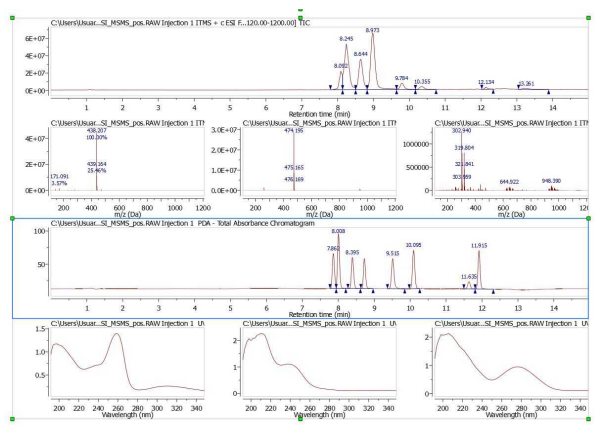 C:\Users\Usuar...SI_MSMS_pos.RAW Injection 1 ITMS + c ESI F...120.00-1200.00] TIC
8.973
8.245
6E+07
8.644
4E+07
8.092
2E+07
9.784
10.355
12.134
13.261
0E+00
1 2 3 4 5 6 7 8 9 10 11 12 13 14
Retention time (min)
C:\Users\Usuar...SI_MSMS_pos.RAW Injection 1 ITM C:\Users\Usuar...SI_MSMS_pos.RAW Injection 1 ITM C:\Users\Usuar...SI_MSMS_pos.RAW Injection 1 ITM
4E+07 438.207 100.00% 3.0E+07 474.195 302.940
2E+07 439.164 25.46% 2.0E+07 1000000 319.804
1.0E+07 475.165 500000 321.841
171.091 3.57% 476.169 303.989 644.922 948.390
0E+00 0.0E+00 0
200 400 600 800 1000 1200 200 400 600 800 1000 1200 200 400 600 800 1000 120
m/z (Da) m/z (Da) m/z (Da)
C:\Users\Usuar...SI_MSMS_pos.RAW Injection 1 PDA - Total Absorbance Chromatogram
100
8.008
7.862 8.395 9.515 10.095 11.915
50
11.635
1 2 3 4 5 6 7 8 9 10 11 12 13 14
Retention time (min)
C:\Users\Usuar...SI_MSMS_pos.RAW Injection 1 UV C:\Users\Usuar...SI_MSMS_pos.RAW Injection 1 UV C:\Users\Usuar...SI_MSMS_pos.RAW Injection 1 UV
1.5 2 2
1.0 1 1
0.5 0 0
200 220 240 260 280 300 320 340 200 220 240 260 280 300 320 340 200 220 240 260 280 300 320 340
Wavelength (nm) Wavelength (nm) Wavelength (nm)